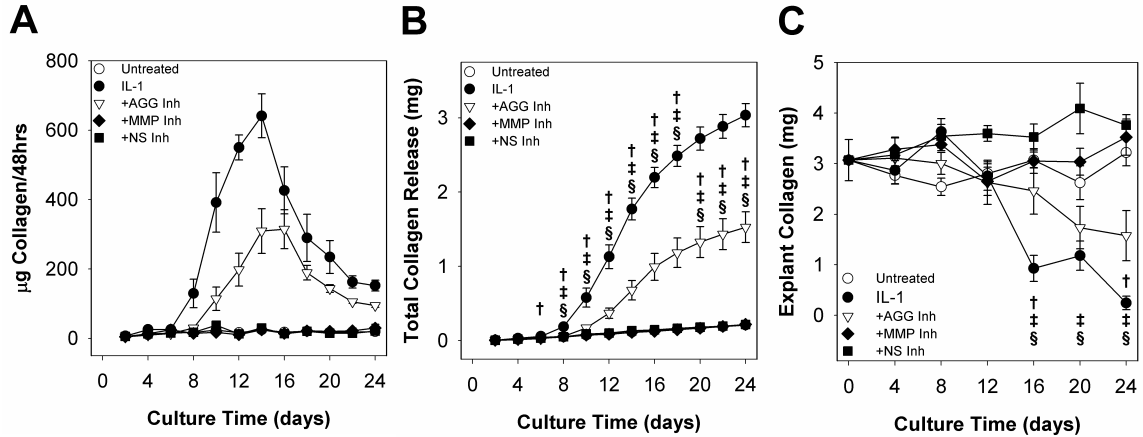 A
µg Collagen/48hrs
800
600
400
200
0
Untreated
IL-1
+AGG Inh
+MMP Inh
+NS Inh
0 4 8 12 16 20 24
Culture Time (days)
B
Total Collagen Release (mg)
3
2
1
0
Untreated
IL-1
+AGG Inh
+MMP Inh
+NS Inh
†
†
‡
§
†
‡
§
†
‡
§
†
‡
§
†
‡
§
†
‡
§
†
‡
§
†
‡
§
†
‡
§
0 4 8 12 16 20 24
Culture Time (days)
C
Explant Collagen (mg)
5
4
3
2
1
0
Untreated
IL-1
+AGG Inh
+MMP Inh
+NS Inh
†
‡
§
‡
§
†
‡
§
0 4 8 12 16 20 24
Culture Time (days)